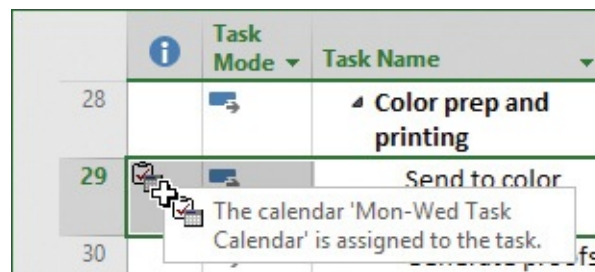 Task
Mode
Task Name
28
Color prep and
printing
29
Send to color
The calendar 'Mon-Wed Task
Calendar' is assigned to the task.
30